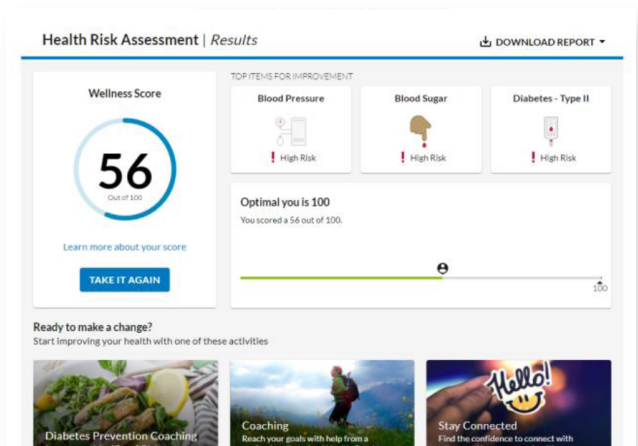 Health Risk Assessment | Results
DOWNLOAD REPORT
Wellness Score
56
Out of 100
Learn more about your score
TAKE IT AGAIN
TOP ITEMS FOR IMPROVEMENT
Blood Pressure
High Risk
Blood Sugar
High Risk
Diabetes - Type II
High Risk
Optimal you is 100
You scored a 56 out of 100.
100
Ready to make a change?
Start improving your health with one of these activities
Diabetes Prevention Coaching
Coaching
Reach your goals with help from a
Hello!
Stay Connected
Find the confidence to connect with